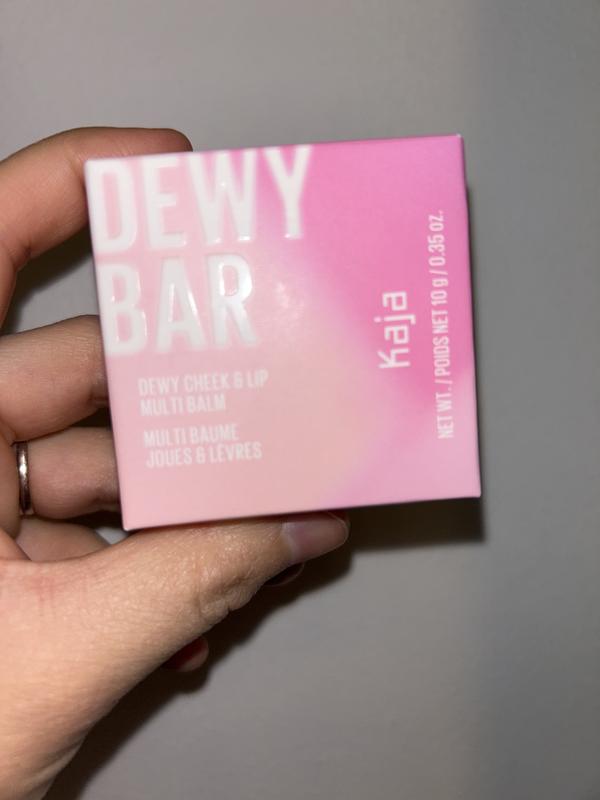 DEWY
BAR
DEWY CHEEK & LIP
MULTI BALM
MULTI BAUME
JOUES & LÈVRES
Kaja
NET WT. / POIDS NET 10 g / 0.35 oz.